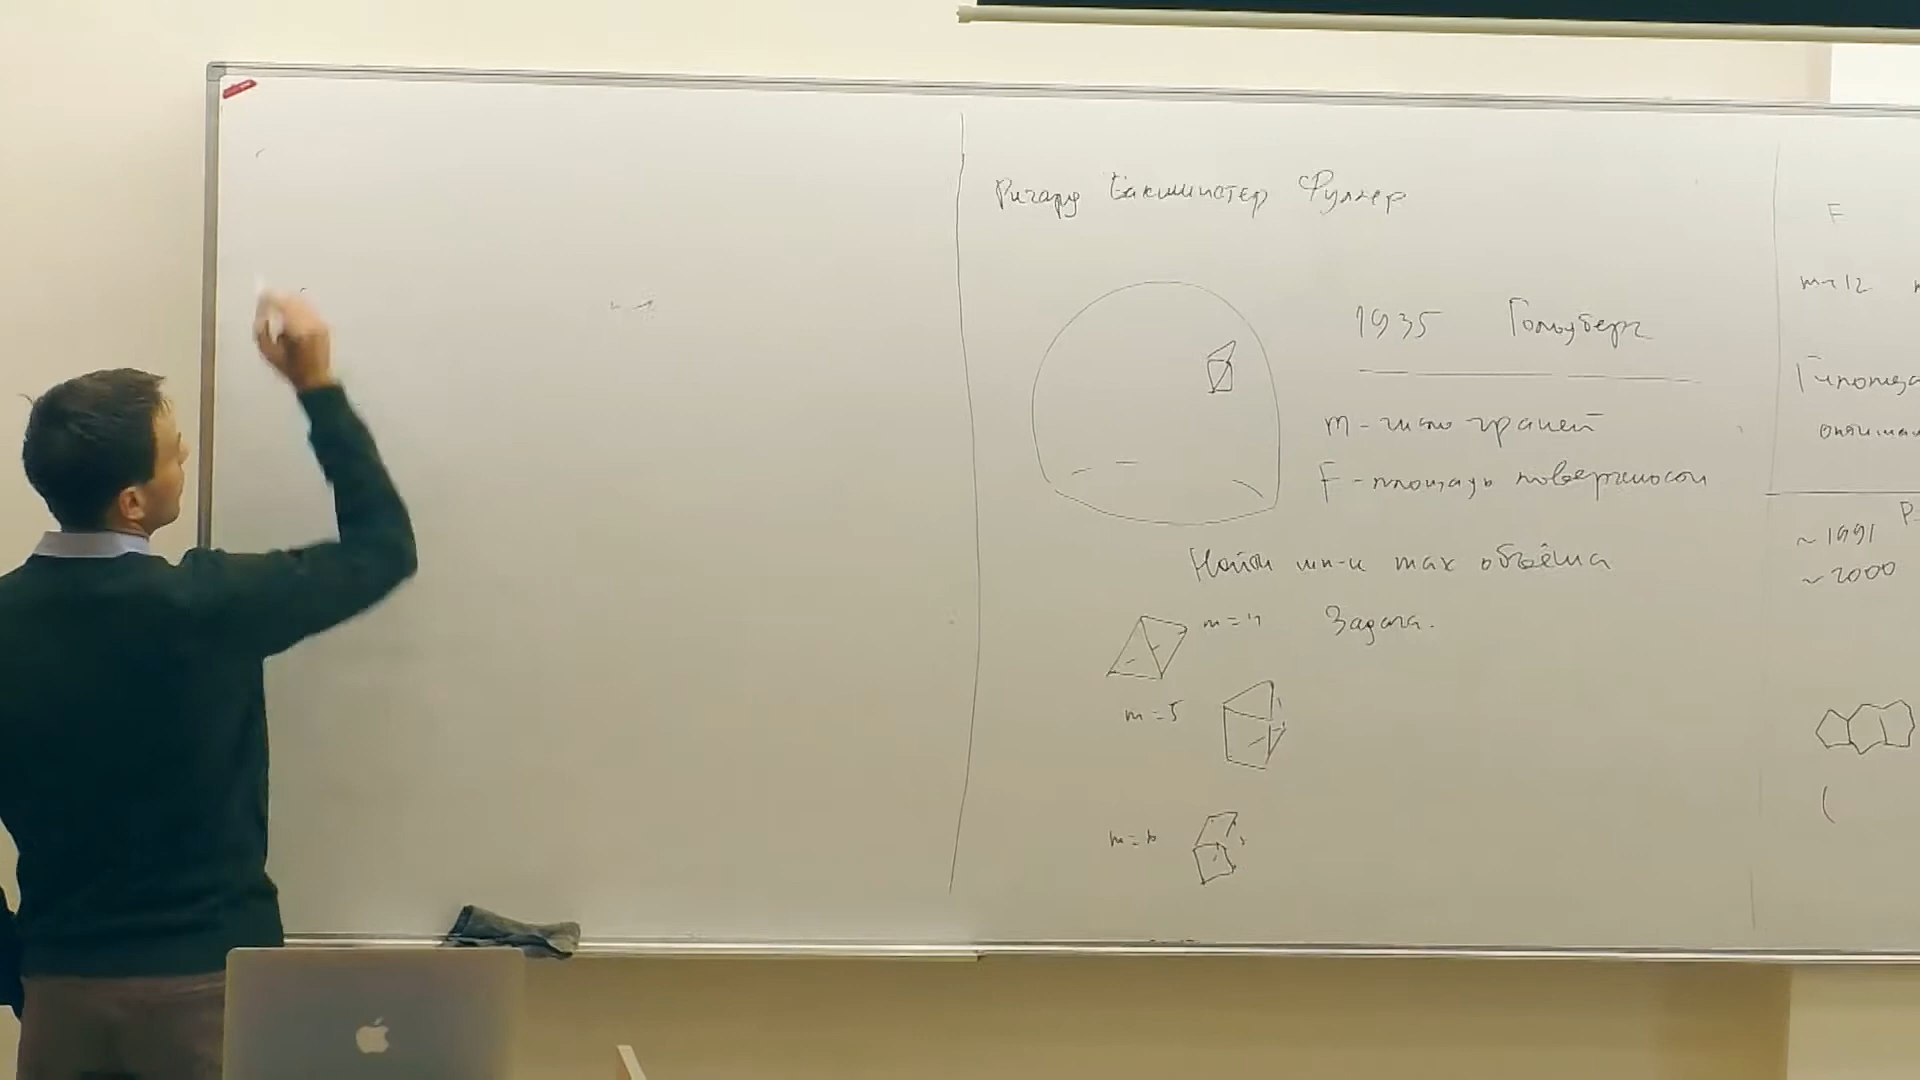 Ричард Бакминстер Фуллер
1935 Гольдберг
m - число граней
F - площадь поверхности
Найти мн-к max объёма
m = 4 Задача.
m = 5
m = 6
F
m = 12
Гипотеза
~ 1991
~ 2000